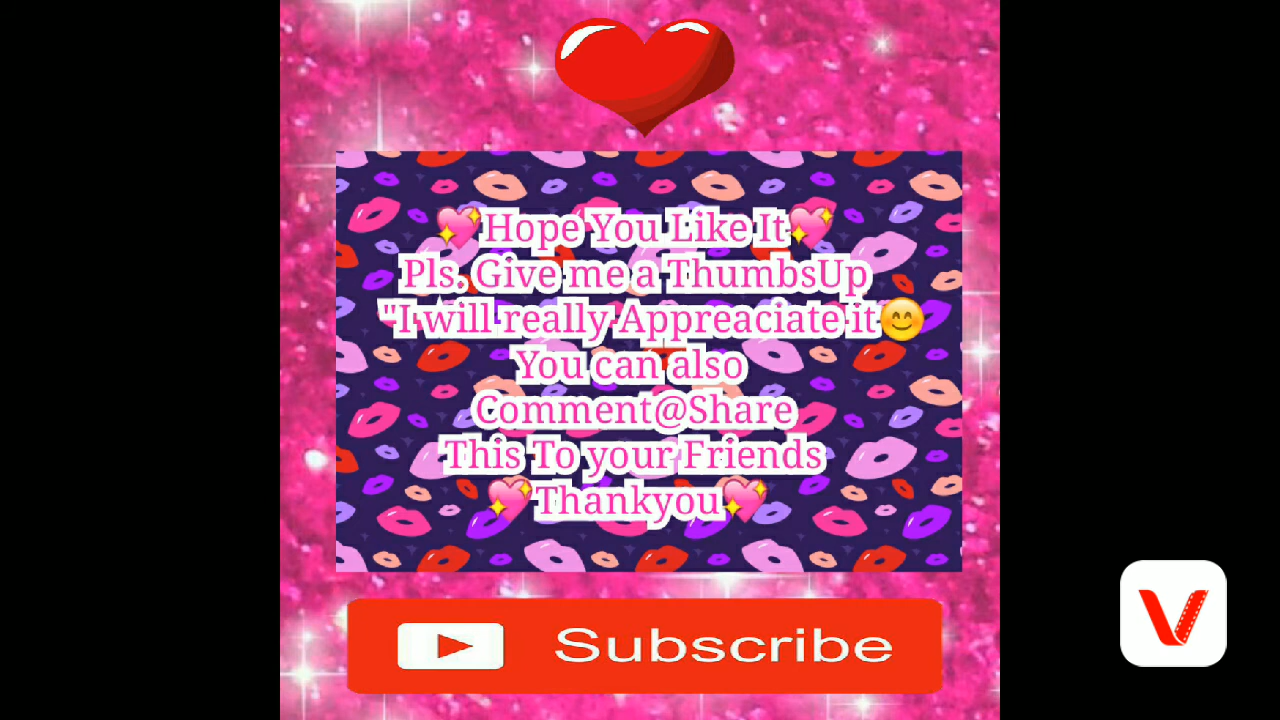 💖Hope You Like It💖
Pls. Give me a ThumbsUp
"I will really Appreaciate it😊
You can also
Comment@Share
This To your Friends
💖Thankyou💖
Subscribe
V